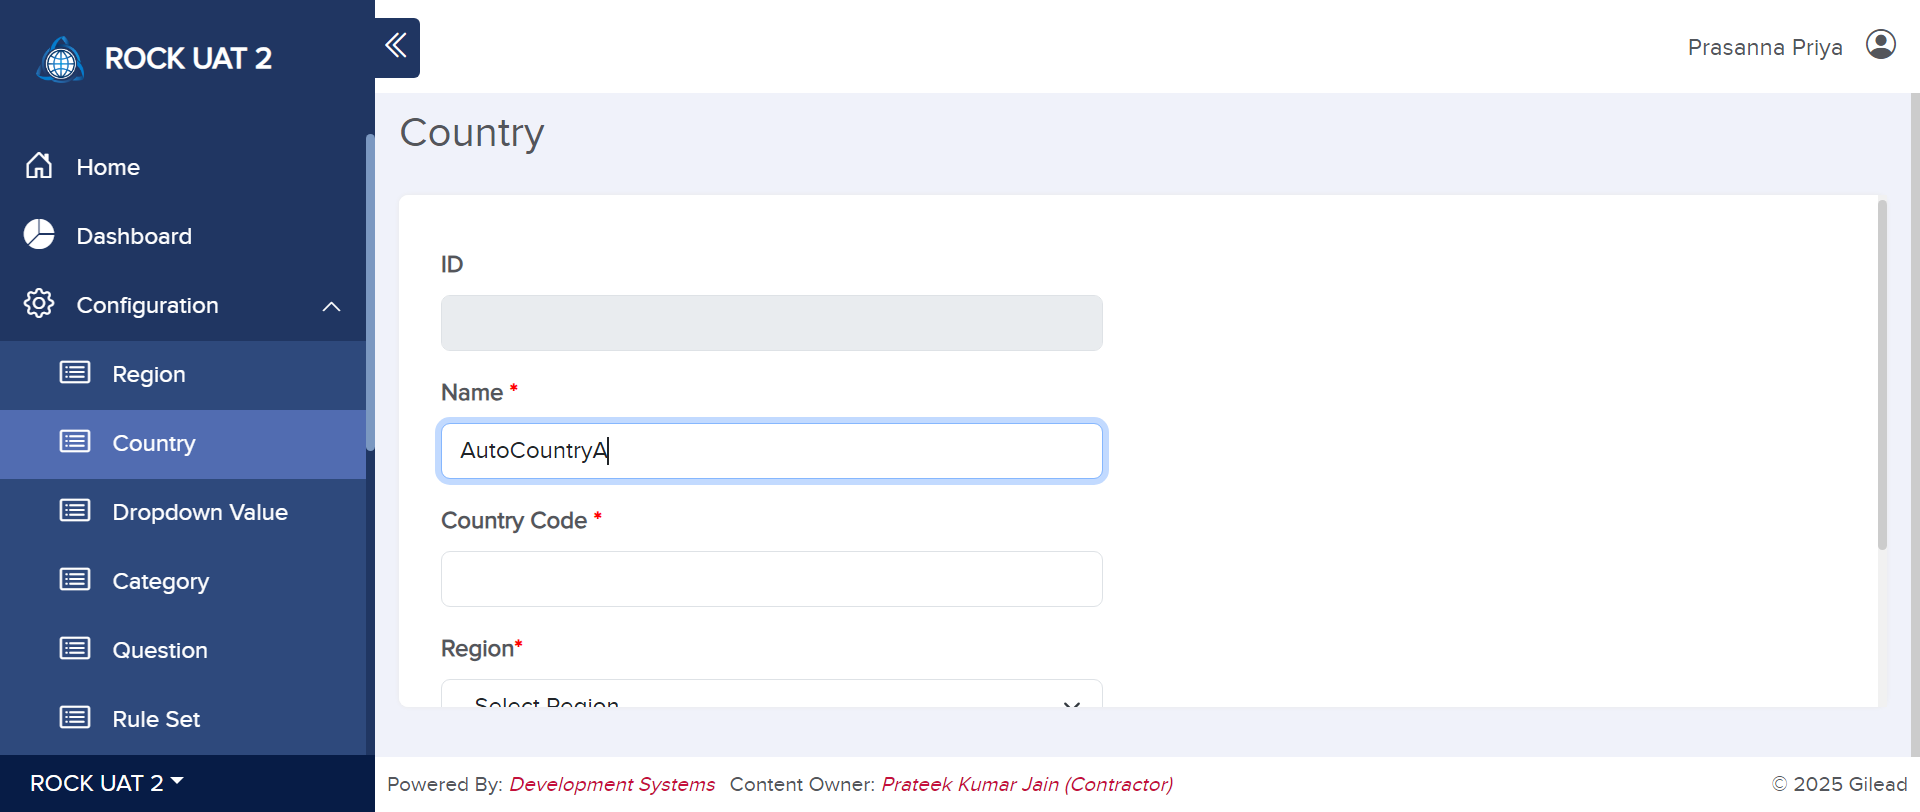 ROCK UAT 2
Prasanna Priya
Home
Dashboard
Configuration
Region
Country
Dropdown Value
Category
Question
Rule Set
ROCK UAT 2
Country
ID
Name *
AutoCountryA
Country Code *
Region*
Select Region
Powered By: Development Systems Content Owner: Prateek Kumar Jain (Contractor)
© 2025 Gilead